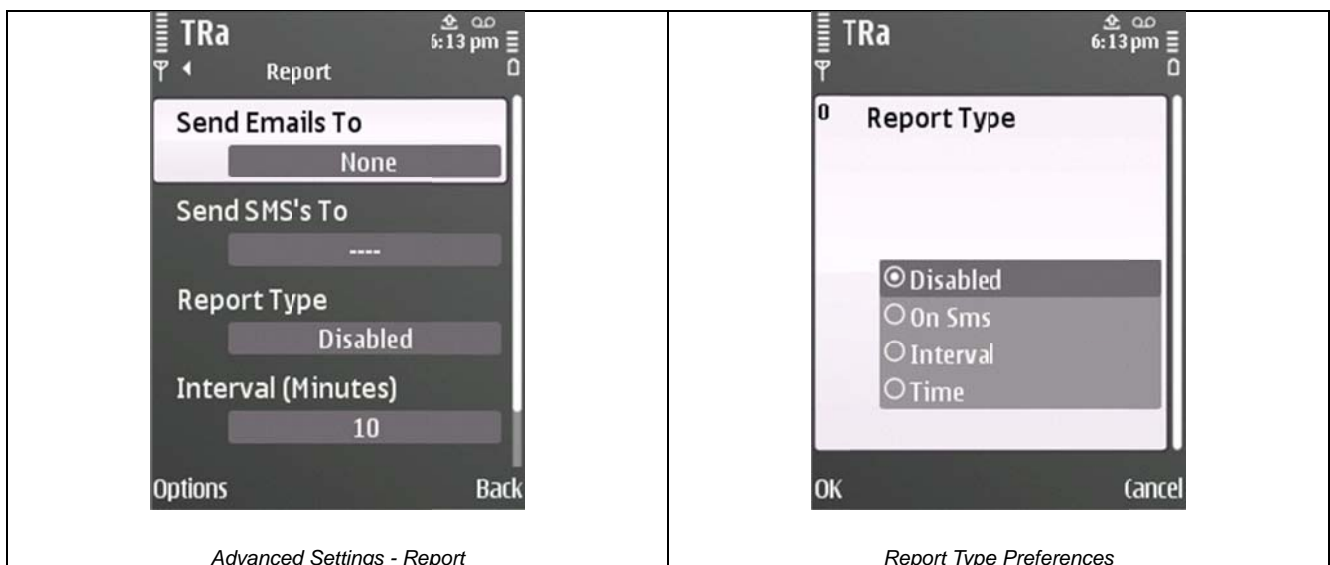 TRa
6:13 pm
Report
Send Emails To
None
Send SMS's To
----
Report Type
Disabled
Interval (Minutes)
10
Options Back
Advanced Settings - Report
TRa
6:13 pm
0 Report Type
Disabled
On Sms
Interval
Time
OK Cancel
Report Type Preferences